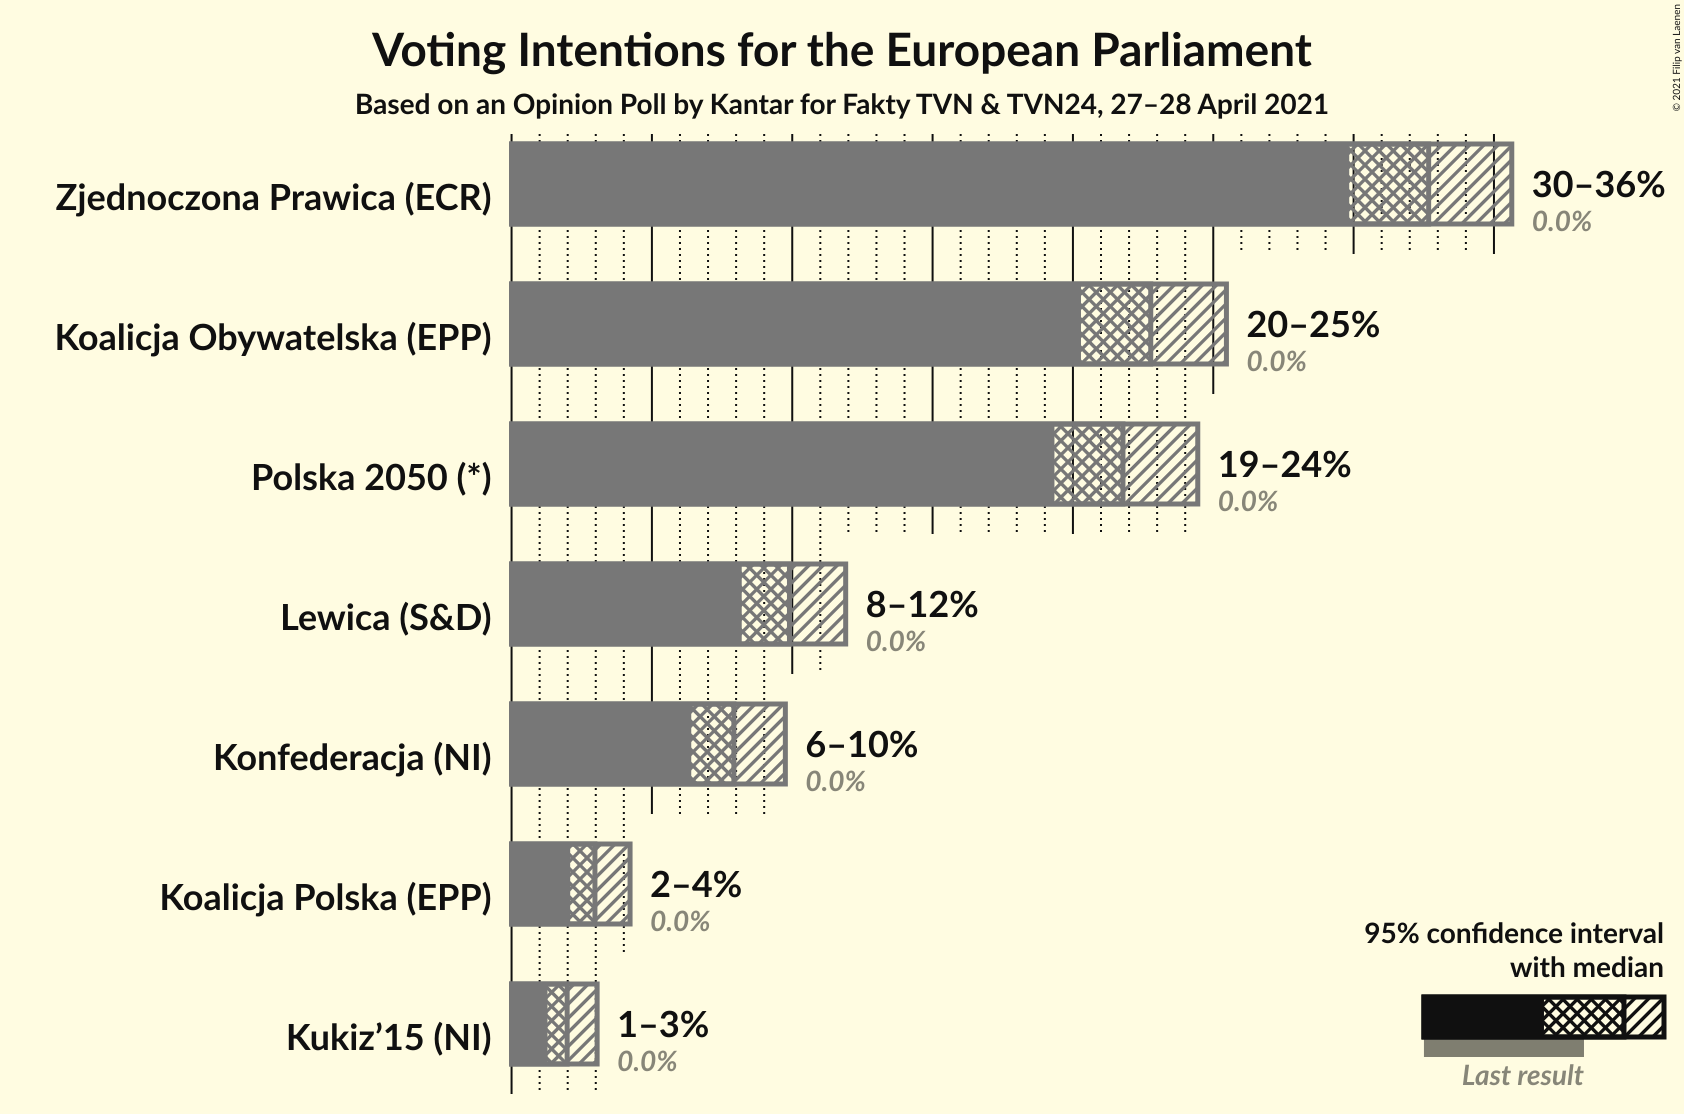 Voting Intentions for the European Parliament
Based on an Opinion Poll by Kantar for Fakty TVN & TVN24, 27–28 April 2021
© 2021 Filip van Laenen
Zjednoczona Prawica (ECR)
30–36%
0.0%
Koalicja Obywatelska (EPP)
20–25%
0.0%
Polska 2050 (*)
19–24%
0.0%
Lewica (S&D)
8–12%
0.0%
Konfederacja (NI)
6–10%
0.0%
Koalicja Polska (EPP)
2–4%
0.0%
Kukiz’15 (NI)
1–3%
0.0%
95% confidence interval
with median
Last result